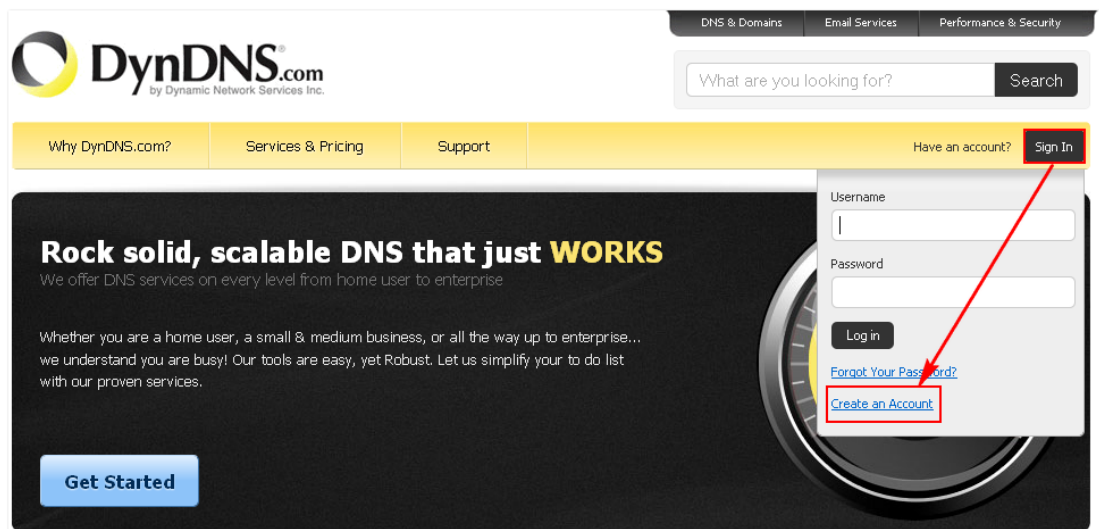 DNS & Domains Email Services Performance & Security
DynDNS®.com
by Dynamic Network Services Inc.
What are you looking for? Search
Why DynDNS.com? Services & Pricing Support Have an account? Sign In
Username
Rock solid, scalable DNS that just WORKS
We offer DNS services on every level from home user to enterprise
Password
Whether you are a home user, a small & medium business, or all the way up to enterprise...
we understand you are busy! Our tools are easy, yet Robust. Let us simplify your to do list
with our proven services.
Log in
Forgot Your Password?
Create an Account
Get Started